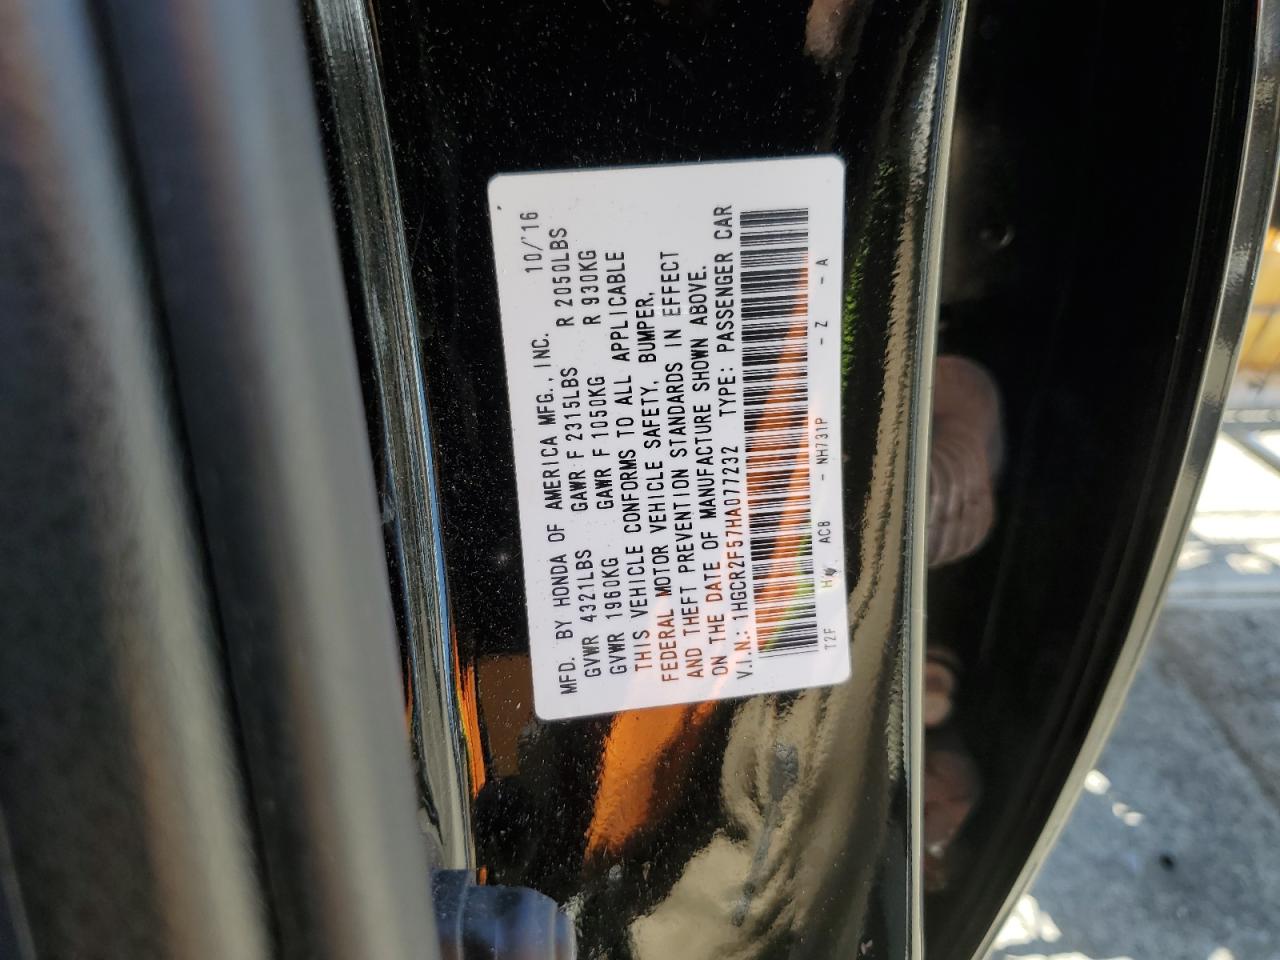 MFD. BY HONDA OF AMERICA MFG., INC. 10/'16
GVWR 4321LBS GAWR F 2315LBS R 2050LBS
GVWR 1960KG GAWR F 1050KG R 930KG
THIS VEHICLE CONFORMS TO ALL APPLICABLE
FEDERAL MOTOR VEHICLE SAFETY, BUMPER,
AND THEFT PREVENTION STANDARDS IN EFFECT
ON THE DATE OF MANUFACTURE SHOWN ABOVE.
V.I.N.: 1HGCR2F57HA077232 TYPE: PASSENGER CAR
T2F ACB - NH731P - Z - A